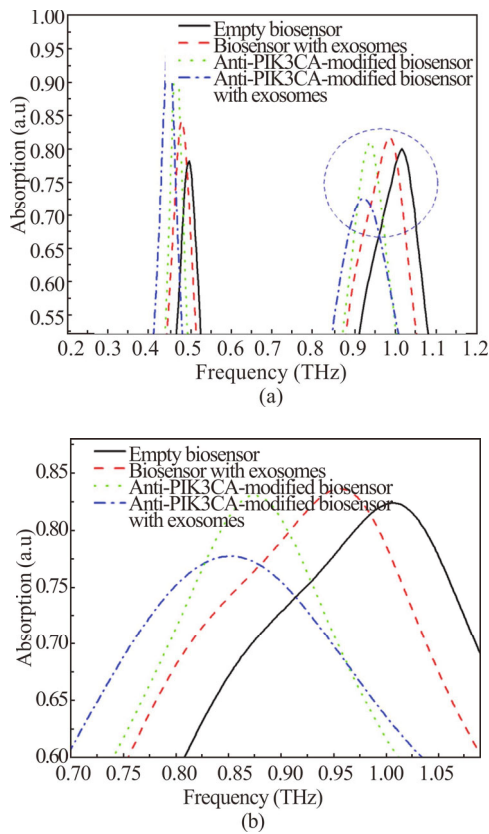 1.00
0.95
0.90
0.85
0.80
0.75
0.70
0.65
0.60
0.55
Absorption (a.u)
Empty biosensor
Biosensor with exosomes
Anti-PIK3CA-modified biosensor
Anti-PIK3CA-modified biosensor
with exosomes
0.2 0.3 0.4 0.5 0.6 0.7 0.8 0.9 1.0 1.1 1.2
Frequency (THz)
(a)
0.85
0.80
0.75
0.70
0.65
0.60
Absorption (a.u)
Empty biosensor
Biosensor with exosomes
Anti-PIK3CA-modified biosensor
Anti-PIK3CA-modified biosensor
with exosomes
0.70 0.75 0.80 0.85 0.90 0.95 1.00 1.05
Frequency (THz)
(b)